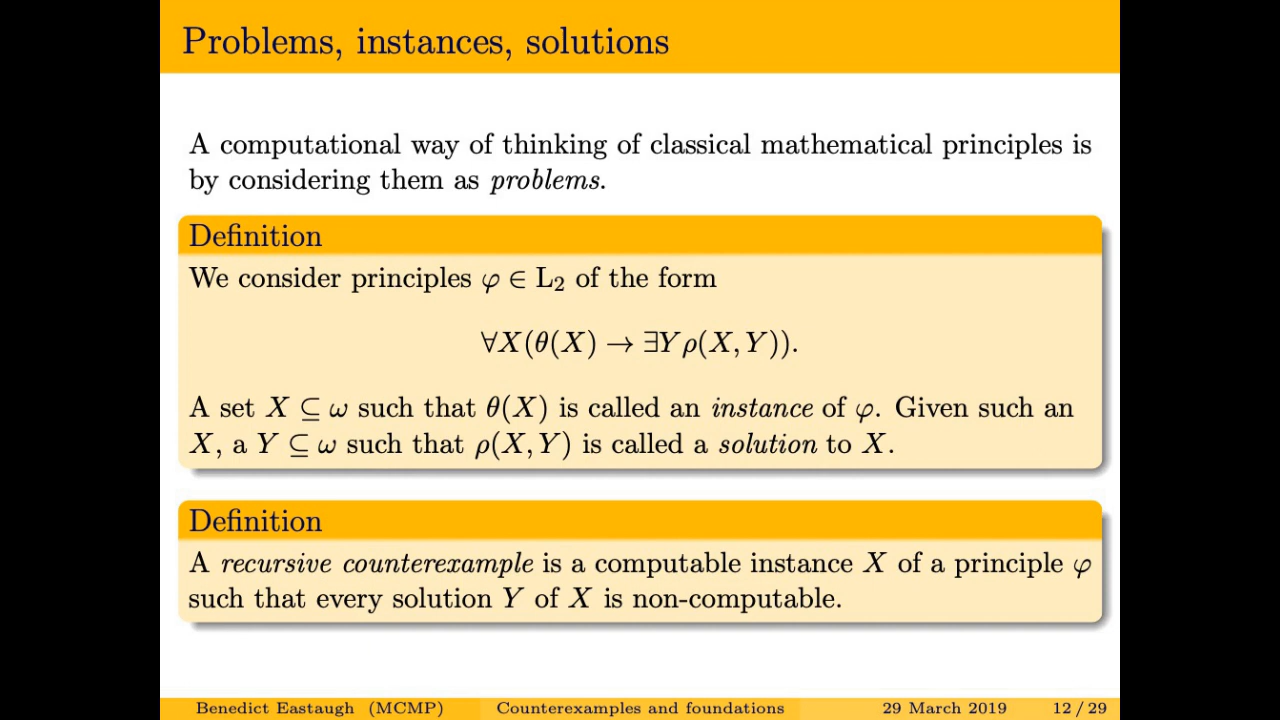 Problems, instances, solutions
A computational way of thinking of classical mathematical principles is
by considering them as problems.
Definition
We consider principles φ ∈ L₂ of the form
∀X(θ(X) → ∃Y ρ(X, Y)).
A set X ⊆ ω such that θ(X) is called an instance of φ. Given such an
X, a Y ⊆ ω such that ρ(X, Y) is called a solution to X.
Definition
A recursive counterexample is a computable instance X of a principle φ
such that every solution Y of X is non-computable.
Benedict Eastaugh (MCMP) Counterexamples and foundations 29 March 2019 12 / 29